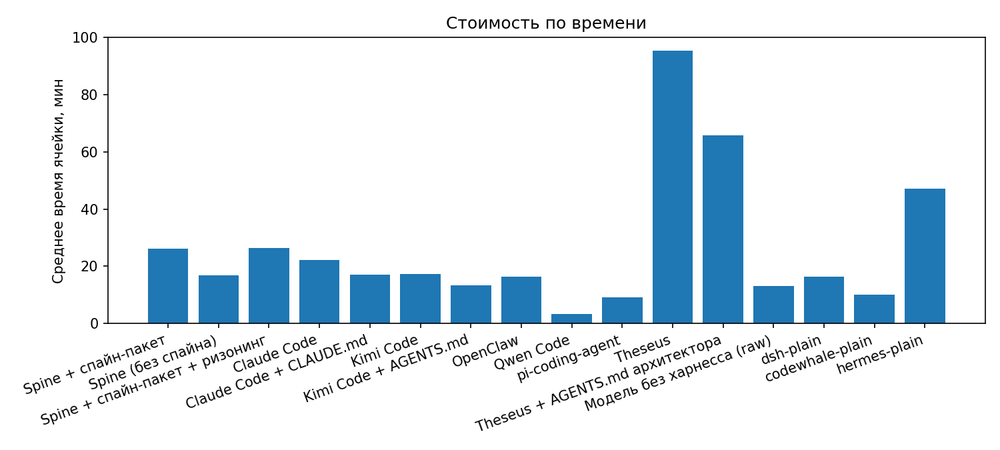 Стоимость по времени
Среднее время ячейки, мин
100
80
60
40
20
0
Spine + спайн-пакет
Spine (без спайна)
Spine + спайн-пакет + ризонинг
Claude Code
Claude Code + CLAUDE.md
Kimi Code
Kimi Code + AGENTS.md
OpenClaw
Qwen Code
pi-coding-agent
Theseus
Theseus + AGENTS.md архитектора
Модель без харнесса (raw)
dsh-plain
codewhale-plain
hermes-plain